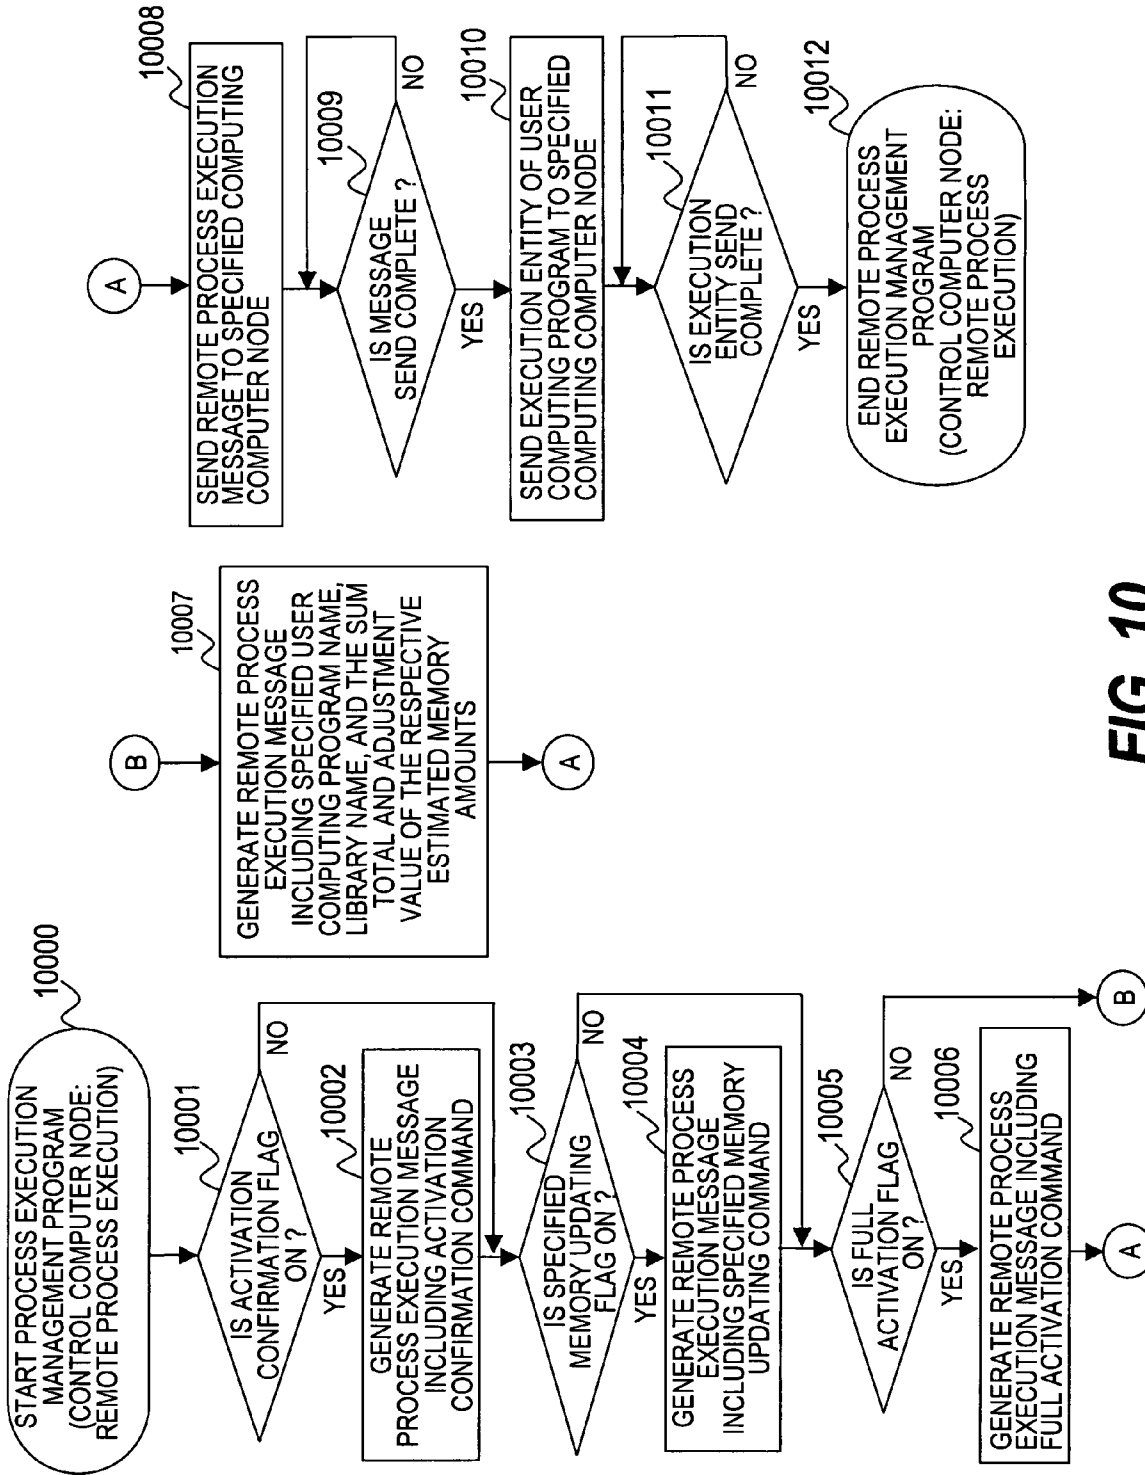 10000
START PROCESS EXECUTION
MANAGEMENT PROGRAM
(CONTROL COMPUTER NODE:
REMOTE PROCESS EXECUTION)
10001
IS ACTIVATION
CONFIRMATION FLAG
ON ?
NO
YES
10002
GENERATE REMOTE
PROCESS EXECUTION MESSAGE
INCLUDING ACTIVATION
CONFIRMATION COMMAND
10003
IS SPECIFIED
MEMORY UPDATING
FLAG ON ?
NO
YES
10004
GENERATE REMOTE PROCESS
EXECUTION MESSAGE
INCLUDING SPECIFIED MEMORY
UPDATING COMMAND
10005
IS FULL
ACTIVATION FLAG
ON ?
NO
YES
10006
GENERATE REMOTE PROCESS
EXECUTION MESSAGE INCLUDING
FULL ACTIVATION COMMAND
A
B
B
10007
GENERATE REMOTE PROCESS
EXECUTION MESSAGE
INCLUDING SPECIFIED USER
COMPUTING PROGRAM NAME,
LIBRARY NAME, AND THE SUM
TOTAL AND ADJUSTMENT
VALUE OF THE RESPECTIVE
ESTIMATED MEMORY
AMOUNTS
A
A
10008
SEND REMOTE PROCESS EXECUTION
MESSAGE TO SPECIFIED COMPUTING
COMPUTER NODE
10009
IS MESSAGE
SEND COMPLETE ?
NO
YES
10010
SEND EXECUTION ENTITY OF USER
COMPUTING PROGRAM TO SPECIFIED
COMPUTING COMPUTER NODE
10011
IS EXECUTION
ENTITY SEND
COMPLETE ?
NO
YES
10012
END REMOTE PROCESS
EXECUTION MANAGEMENT
PROGRAM
(CONTROL COMPUTER NODE:
REMOTE PROCESS
EXECUTION)
FIG. 10